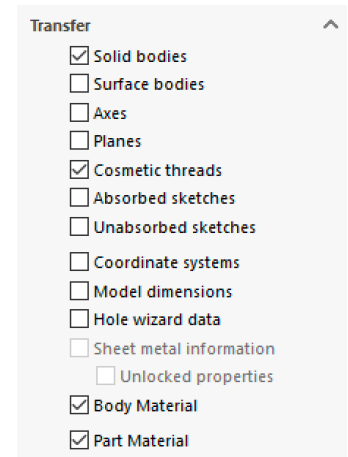 Transfer
Solid bodies
Surface bodies
Axes
Planes
Cosmetic threads
Absorbed sketches
Unabsorbed sketches
Coordinate systems
Model dimensions
Hole wizard data
Sheet metal information
Unlocked properties
Body Material
Part Material